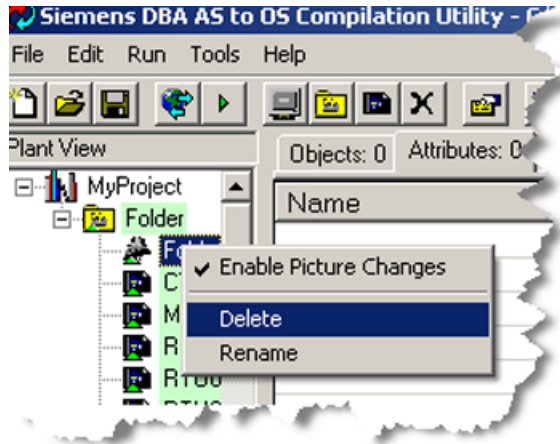 Siemens DBA AS to OS Compilation Utility -
File Edit Run Tools Help
Plant View
Objects: 0 Attributes: 0
MyProject
Name
Folder
Enable Picture Changes
Delete
Rename